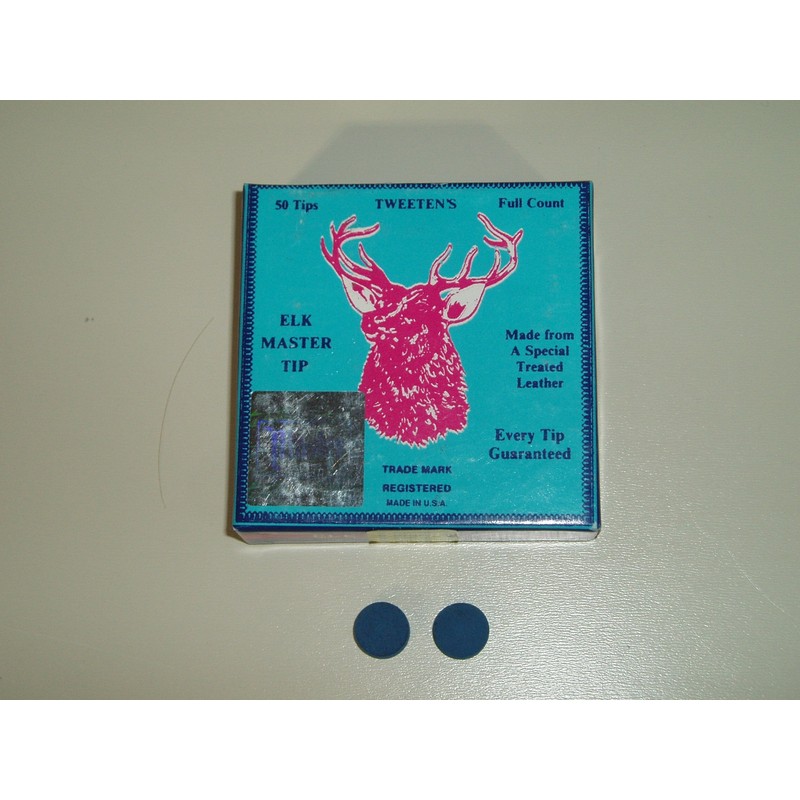 50 Tips
TWEETEN'S
Full Count
ELK
MASTER
TIP
Made from
A Special
Treated
Leather
Every Tip
Guaranteed
TRADE MARK
REGISTERED
MADE IN U.S.A.